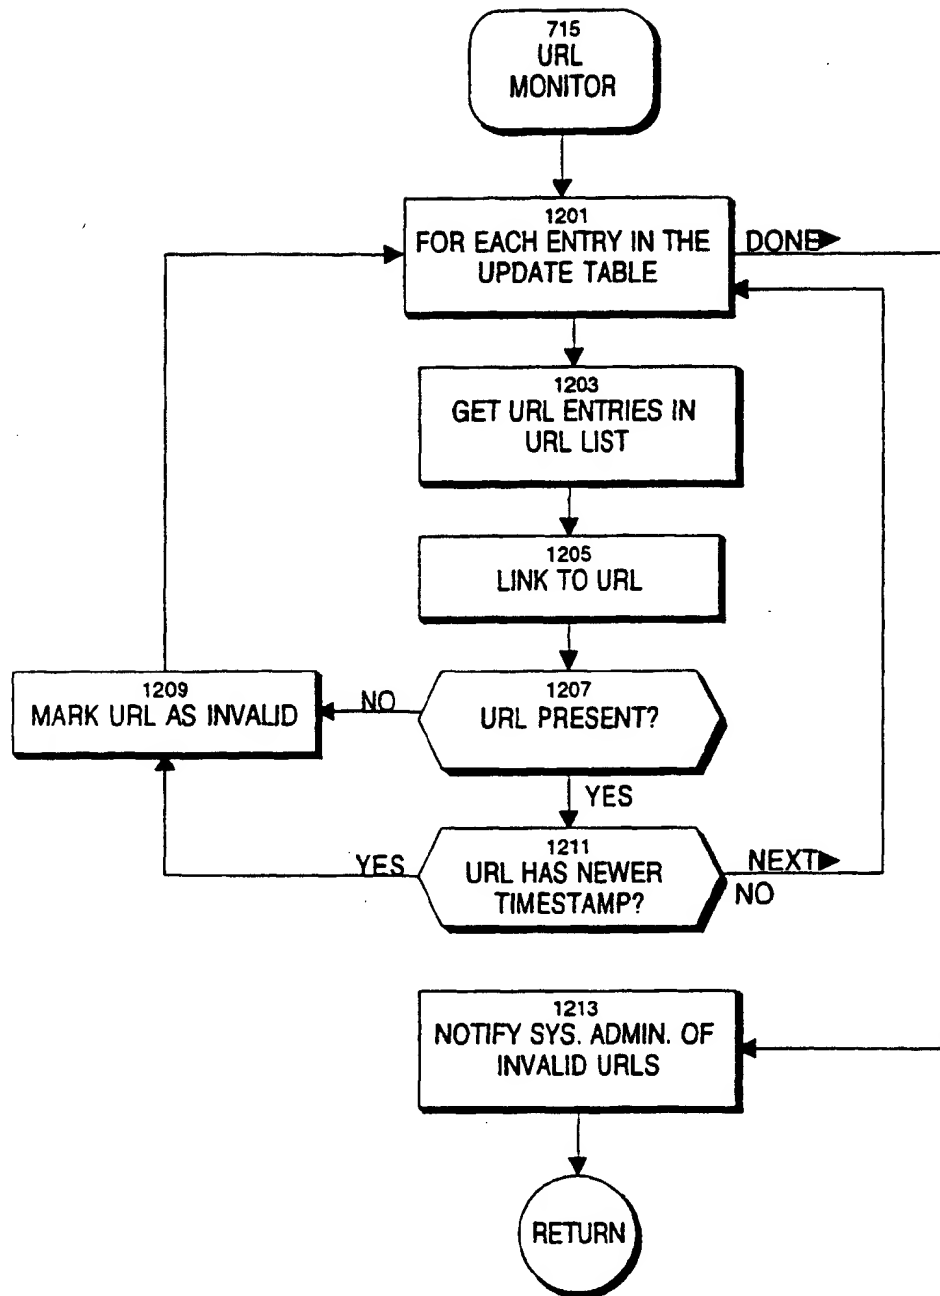 715
URL
MONITOR
1201
FOR EACH ENTRY IN THE
UPDATE TABLE
DONE
1203
GET URL ENTRIES IN
URL LIST
1205
LINK TO URL
1207
URL PRESENT?
NO
1209
MARK URL AS INVALID
YES
1211
URL HAS NEWER
TIMESTAMP?
YES
NEXT
NO
1213
NOTIFY SYS. ADMIN. OF
INVALID URLS
RETURN